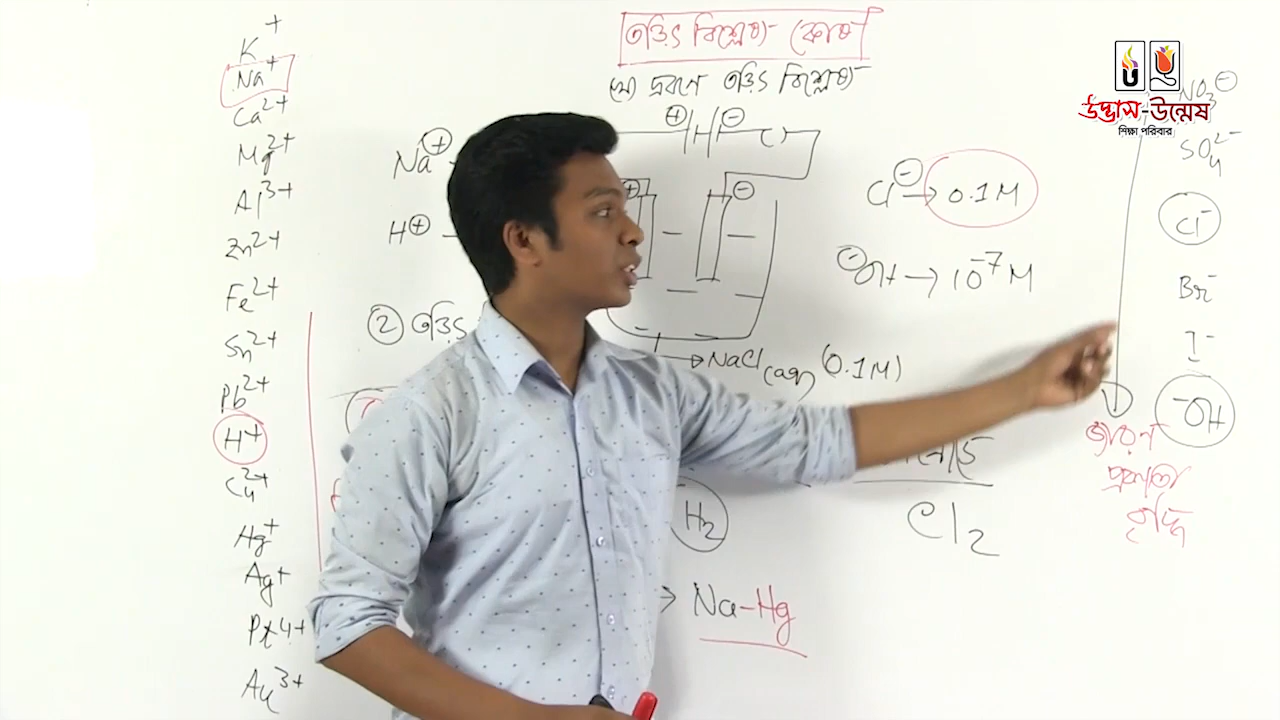 তড়িৎ বিশ্লেষ্য কোষ
(২) দ্রবণে তড়িৎ বিশ্লেষ্য
উদ্ভাস-উন্মেষ
শিক্ষা পরিবার
K+
Na+
Ca2+
Mg2+
Al3+
Zn2+
Fe2+
Sn2+
Pb2+
H+
Cu2+
Hg+
Ag+
Pt4+
Au3+
Na+
H+
② তড়িৎ
+ −
+ −
NaCl(aq) (0.1M)
Cl− → 0.1M
−OH → 10−7 M
H2
Cl2
→ Na-Hg
NO3−
SO42−
Cl−
Br−
I−
−OH
জারণ
প্রবণতা
বৃদ্ধি